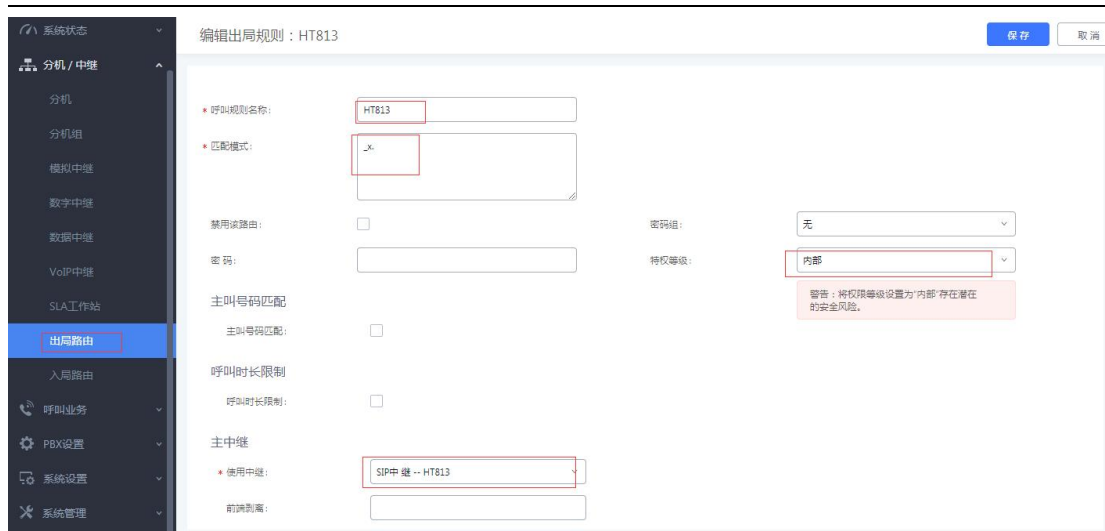 系统状态
编辑出局规则：HT813
保存
取消
分机 / 中继
分机
分机组
模拟中继
数字中继
数据中继
VoIP中继
SLA工作站
出局路由
入局路由
呼叫业务
PBX设置
系统设置
系统管理
* 呼叫规则名称：
HT813
* 匹配模式：
_x.
禁用该路由：
密码组：
无
密 码：
特权等级：
内部
警告：将权限等级设置为"内部"存在潜在
的安全风险。
主叫号码匹配
主叫号码匹配：
呼叫时长限制
呼叫时长限制：
主中继
* 使用中继：
SIP中 继 -- HT813
前端剥离：